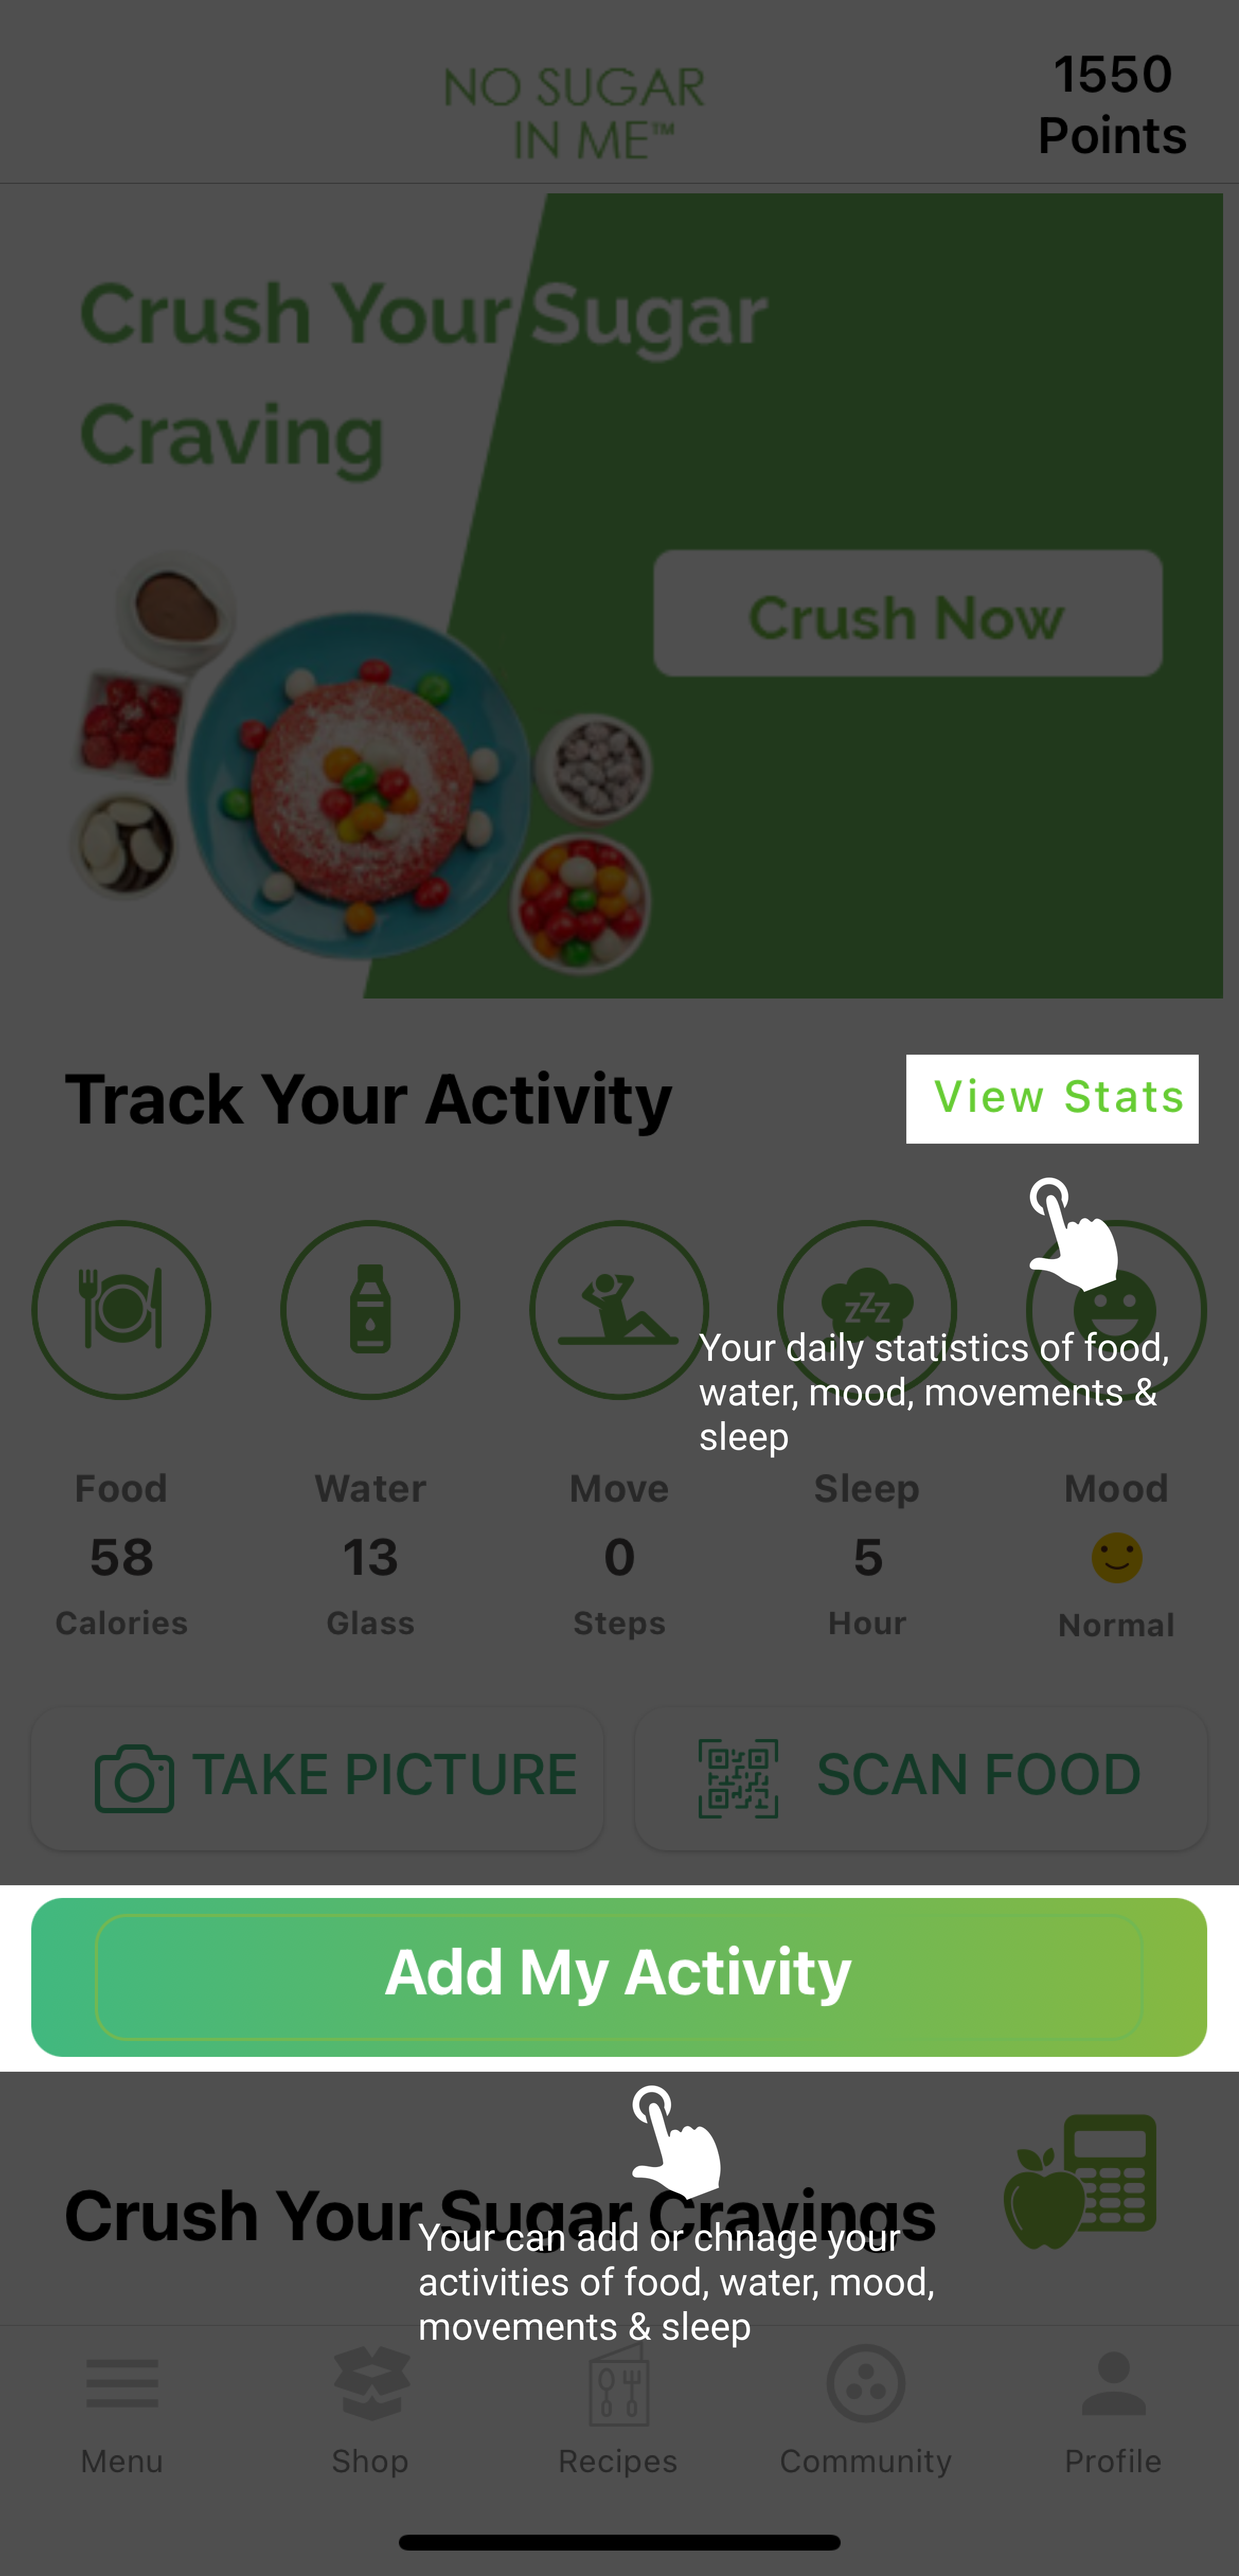 NO SUGAR
IN ME™
1550
Points
Crush Your Sugar
Craving
Crush Now
Track Your Activity
View Stats
zzz
Your daily statistics of food,
water, mood, movements &
sleep
Food
Water
Move
Sleep
Mood
58
13
0
5
Calories
Glass
Steps
Hour
Normal
TAKE PICTURE
SCAN FOOD
Add My Activity
Crush Your Sugar Cravings
Your can add or chnage your
activities of food, water, mood,
movements & sleep
Menu
Shop
Recipes
Community
Profile